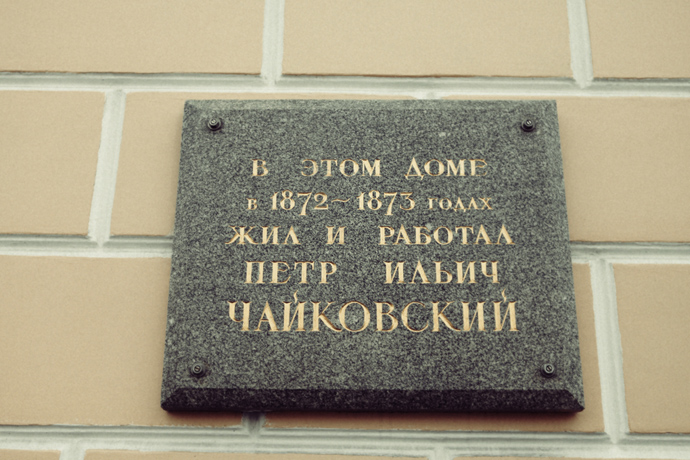 В ЭТОМ ДОМЕ
в 1872~1873 годах
ЖИЛ И РАБОТАЛ
ПЕТР ИЛЬИЧ
ЧАЙКОВСКИЙ